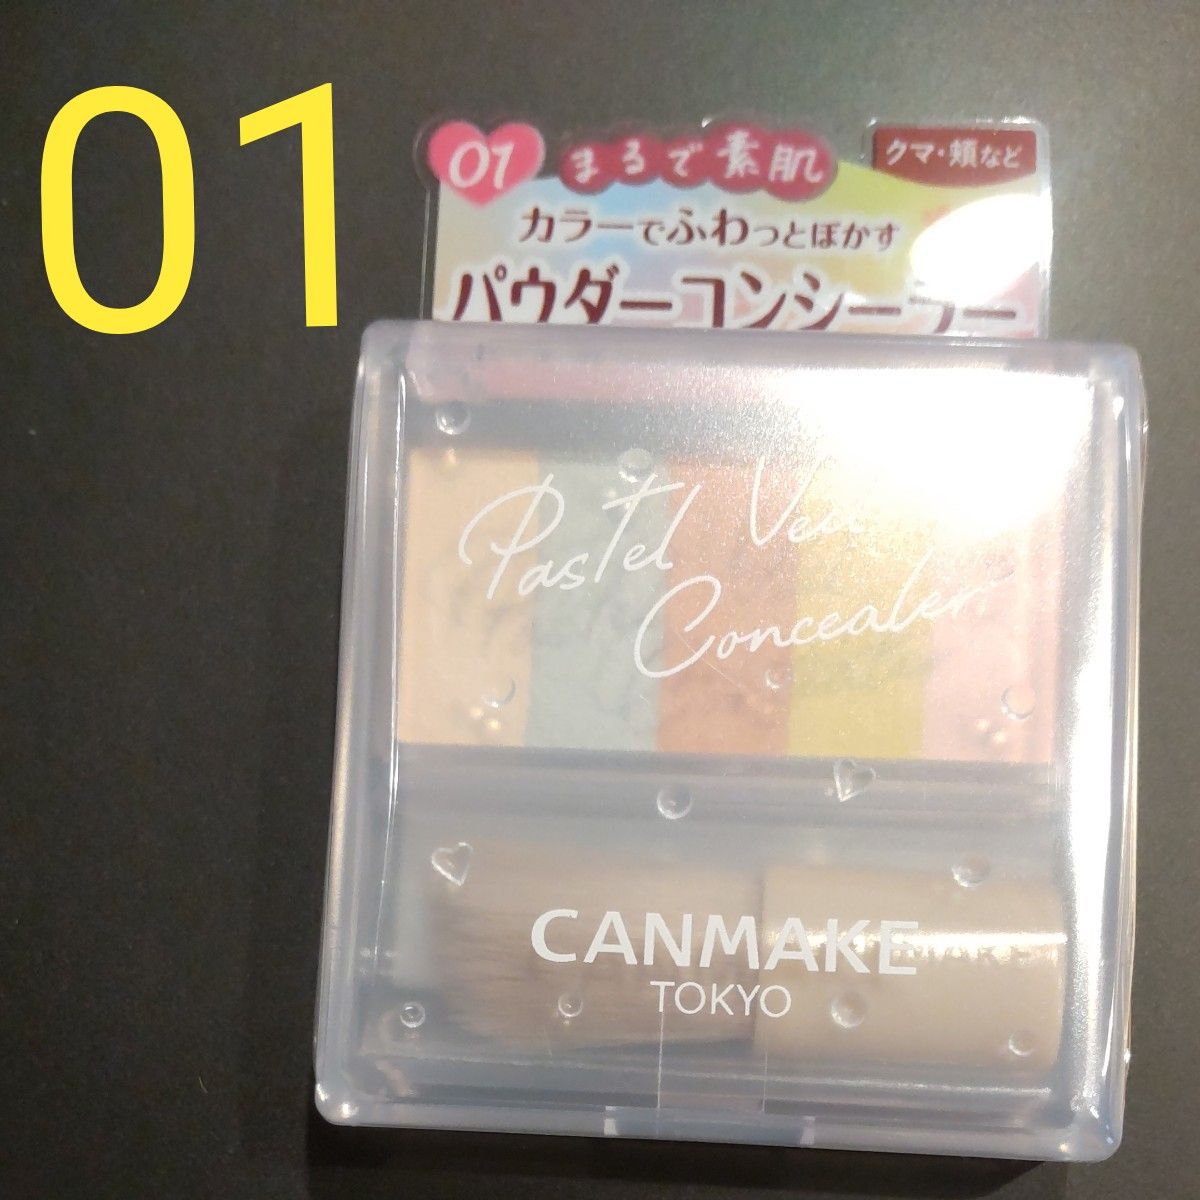 01
01 まるで素肌
クマ・頬など
カラーでふわっとぼかす
パウダーコンシーラー
Pastel
Concealer
CANMAKE
TOKYO